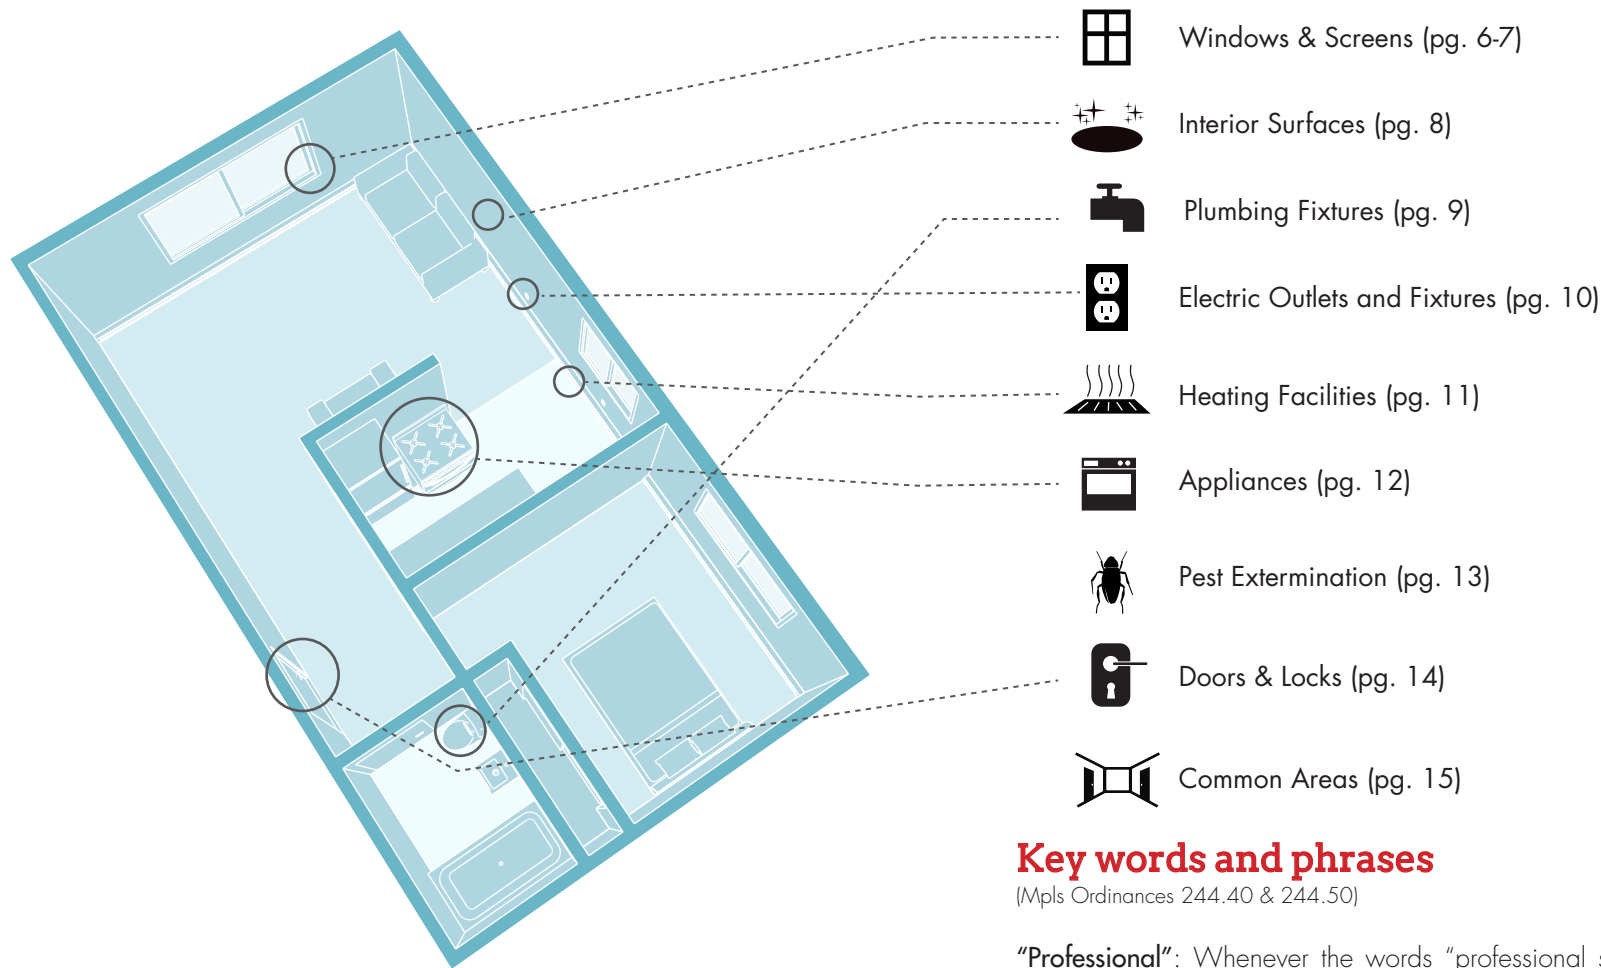 Windows & Screens (pg. 6-7)
Interior Surfaces (pg. 8)
Plumbing Fixtures (pg. 9)
Electric Outlets and Fixtures (pg. 10)
Heating Facilities (pg. 11)
Appliances (pg. 12)
Pest Extermination (pg. 13)
Doors & Locks (pg. 14)
Common Areas (pg. 15)
Key words and phrases
(Mpls Ordinances 244.40 & 244.50)
“Professional”: Whenever the words “professional